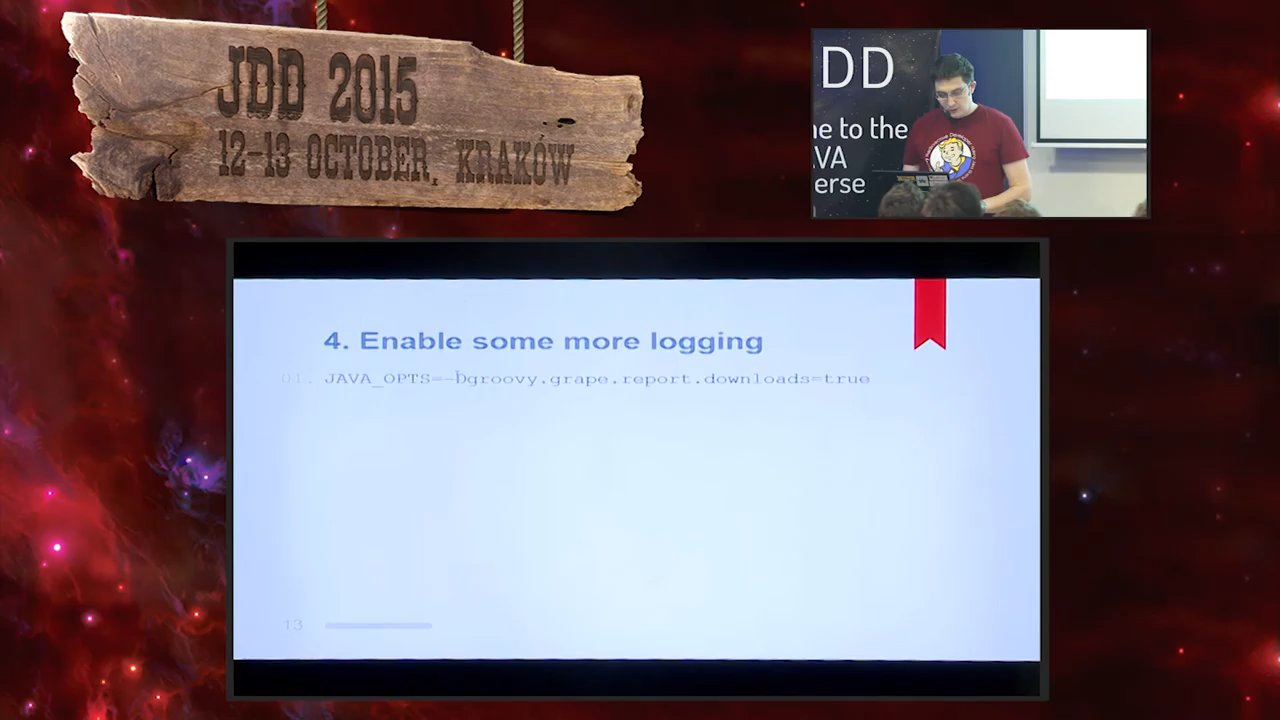 JDD 2015
12-13 OCTOBER, KRAKÓW
DD
e to the
VA
erse
4. Enable some more logging
01. JAVA_OPTS=-Dgroovy.grape.report.downloads=true
13